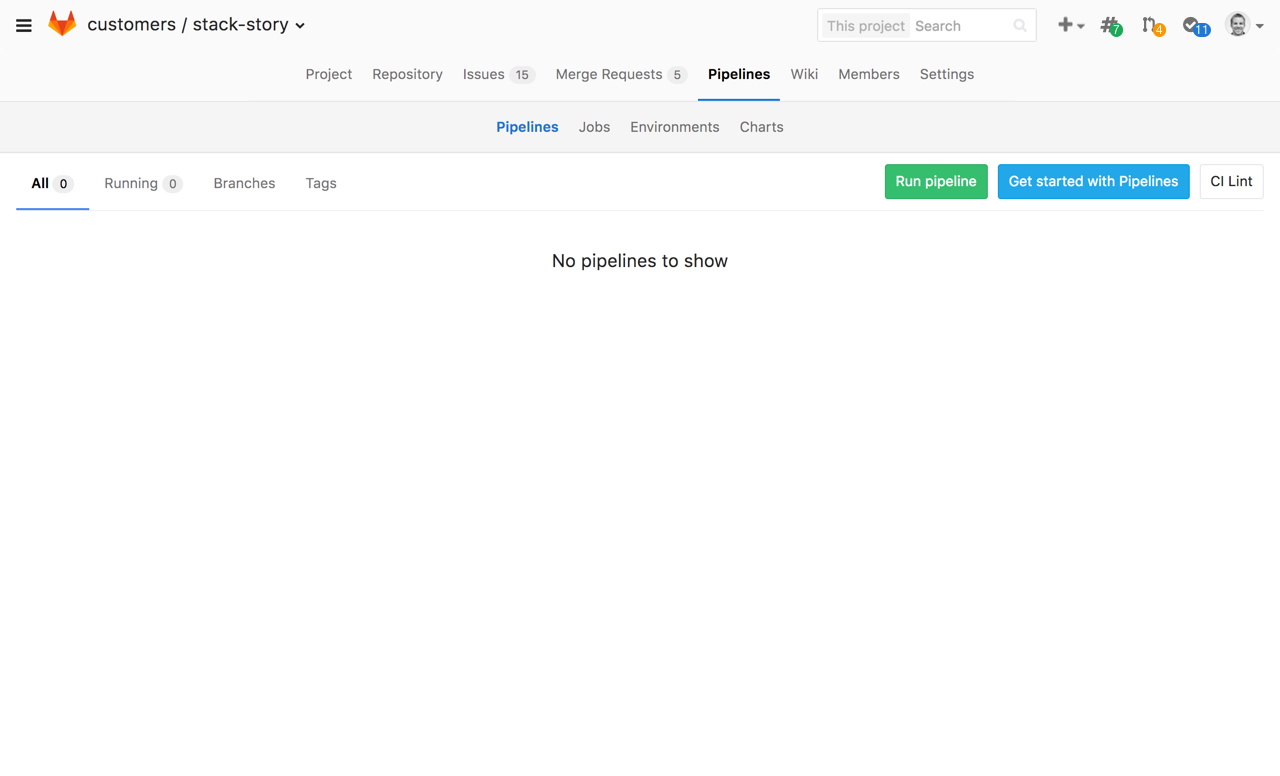 customers / stack-story
This project Search
7
4
11
Project Repository Issues 15 Merge Requests 5 Pipelines Wiki Members Settings
Pipelines Jobs Environments Charts
All 0 Running 0 Branches Tags
Run pipeline Get started with Pipelines CI Lint
No pipelines to show